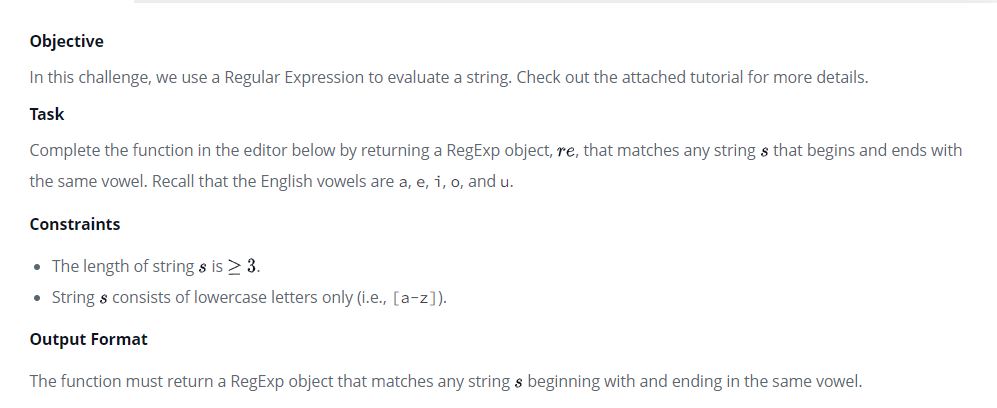 Objective
In this challenge, we use a Regular Expression to evaluate a string. Check out the attached tutorial for more details.
Task
Complete the function in the editor below by returning a RegExp object, re, that matches any string s that begins and ends with
the same vowel. Recall that the English vowels are a, e, i, o, and u.
Constraints
• The length of string s is ≥ 3.
• String s consists of lowercase letters only (i.e., [a-z]).
Output Format
The function must return a RegExp object that matches any string s beginning with and ending in the same vowel.